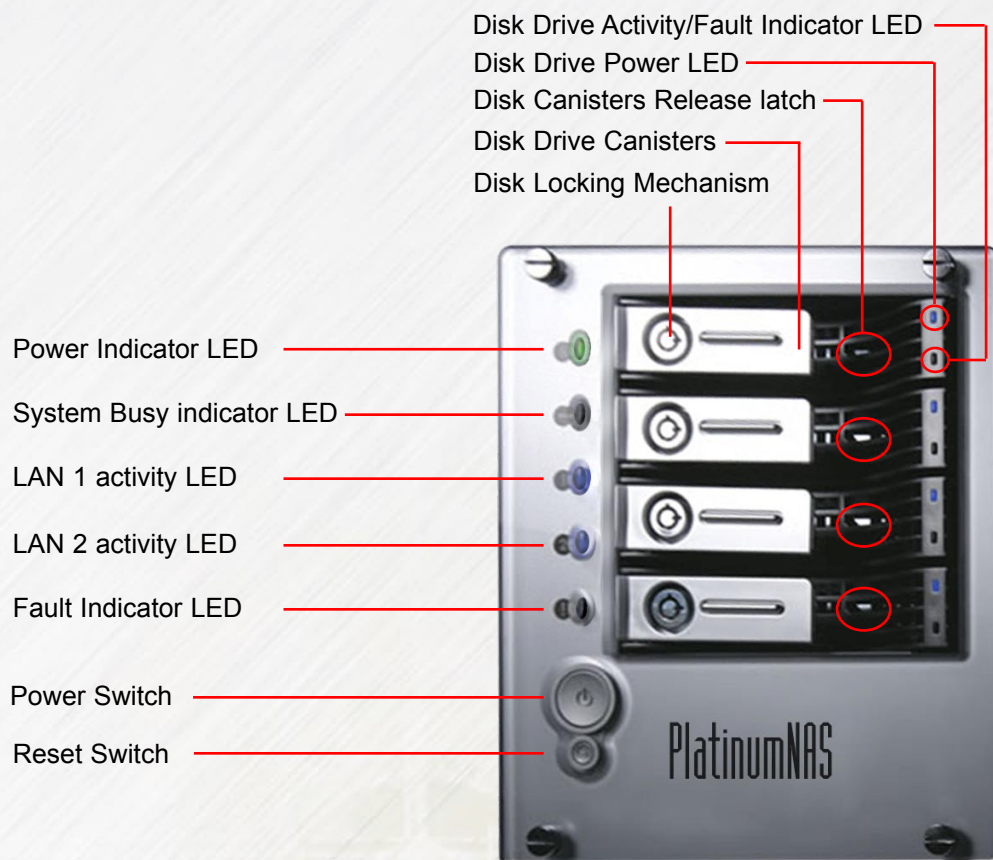 Disk Drive Activity/Fault Indicator LED
Disk Drive Power LED
Disk Canisters Release latch
Disk Drive Canisters
Disk Locking Mechanism
Power Indicator LED
System Busy indicator LED
LAN 1 activity LED
LAN 2 activity LED
Fault Indicator LED
Power Switch
Reset Switch
PlatinumNAS